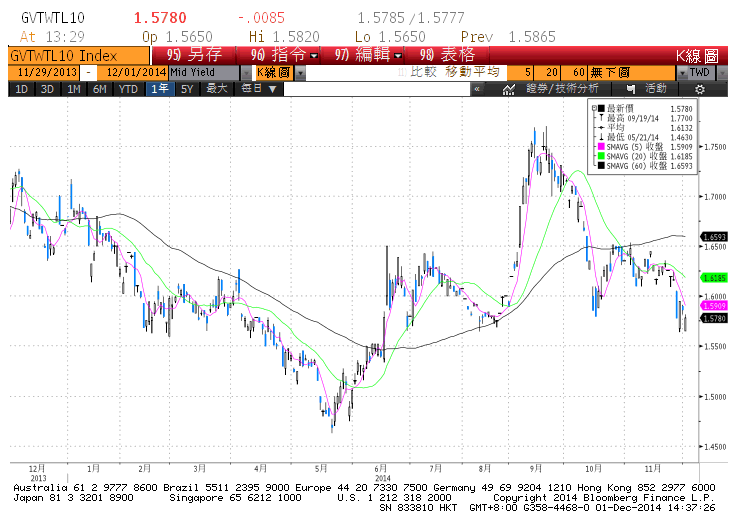 GVTWTL10 1.5780 -.0085 1.5785/1.5777
At 13:29 Op 1.5650 Hi 1.5820 Lo 1.5650 Prev 1.5865
GVTWTL10 Index 95) 另存 96) 指令 97) 編輯 98) 表格 K線圖
11/29/2013 - 12/01/2014 Mid Yield K線圖 比較 移動平均 5 20 60 無下圖 TWD
1D 3D 1M 6M YTD 1年 5Y 最大 每日▼ « 證券/技術分析 活動
最新價 1.5780
最高 09/19/14 1.7700
平均 1.6132
最低 05/21/14 1.4630
SMAVG (5) 收盤 1.5909
SMAVG (20) 收盤 1.6185
SMAVG (60) 收盤 1.6593
1.7500
1.7000
1.6593
1.6500
1.6185
1.6000
1.5909
1.5780
1.5500
1.5000
1.4500
12月 1月 2月 3月 4月 5月 6月 7月 8月 9月 10月 11月
2013 2014
Australia 61 2 9777 8600 Brazil 5511 2395 9000 Europe 44 20 7330 7500 Germany 49 69 9204 1210 Hong Kong 852 2977 6000
Japan 81 3 3201 8900 Singapore 65 6212 1000 U.S. 1 212 318 2000 Copyright 2014 Bloomberg Finance L.P.
SN 833810 HKT GMT+8:00 G358-4468-0 01-Dec-2014 14:37:26